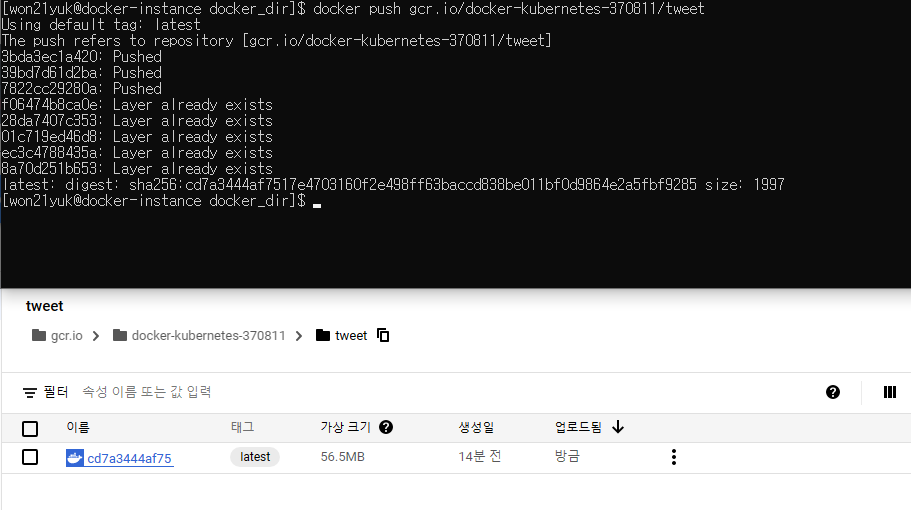 [won21yuk@docker-instance docker_dir]$ docker push gcr.io/docker-kubernetes-370811/tweet
Using default tag: latest
The push refers to repository [gcr.io/docker-kubernetes-370811/tweet]
3bda3ec1a420: Pushed
39bd7d61d2ba: Pushed
7822cc29280a: Pushed
f06474b8ca0e: Layer already exists
28da7407c353: Layer already exists
01c719ed46d8: Layer already exists
ec3c4788435a: Layer already exists
8a70d251b653: Layer already exists
latest: digest: sha256:cd7a3444af7517e4703160f2e498ff63baccd838be011bf0d9864e2a5fbf9285 size: 1997
[won21yuk@docker-instance docker_dir]$
tweet
gcr.io > docker-kubernetes-370811 > tweet
필터 속성 이름 또는 값 입력
이름 태그 가상 크기 생성일 업로드됨
cd7a3444af75 latest 56.5MB 14분 전 방금